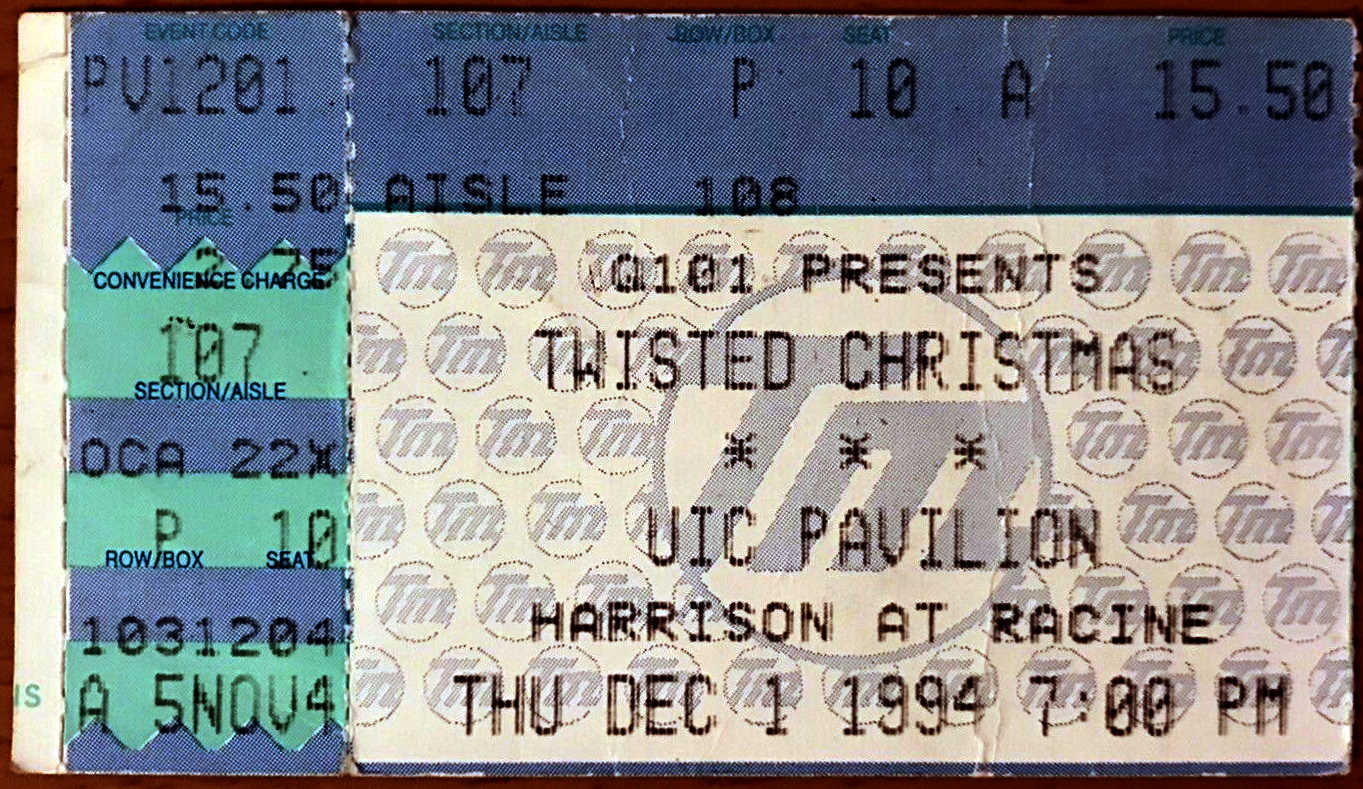 EVENT CODE SECTION/AISLE ROW/BOX SEAT PRICE
PV1201 107 P 10 A 15.50
15.50 AISLE 108
PRICE
CONVENIENCE CHARGE
107
SECTION/AISLE
OCA 22X
P 10
ROW/BOX SEAT
1031204
A 5NOV4
Q101 PRESENTS
TWISTED CHRISTMAS
* * *
UIC PAVILION
HARRISON AT RACINE
THU DEC 1 1994 7:00 PM
Tm